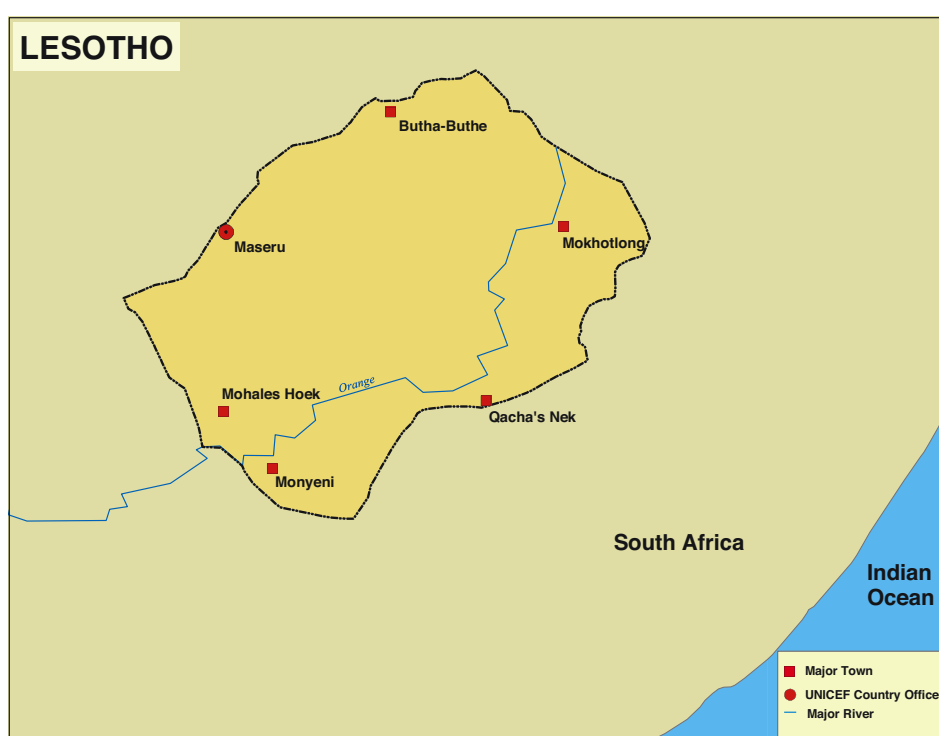 LESOTHO
Butha-Buthe
Maseru
Mokhotlong
Orange
Mohales Hoek
Qacha's Nek
Monyeni
South Africa
Indian
Ocean
Major Town
UNICEF Country Office
Major River